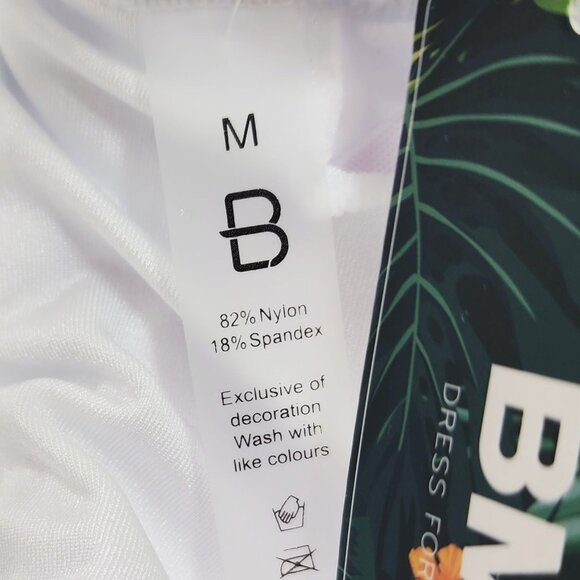 M
B
82% Nylon
18% Spandex
Exclusive of
decoration
Wash with
like colours
DRESS FOR